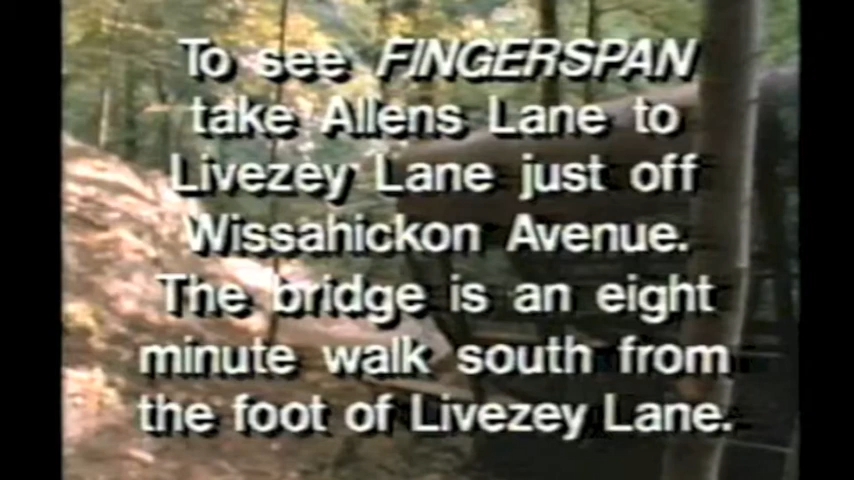 To see FINGERSPAN
take Allens Lane to
Livezey Lane just off
Wissahickon Avenue.
The bridge is an eight
minute walk south from
the foot of Livezey Lane.